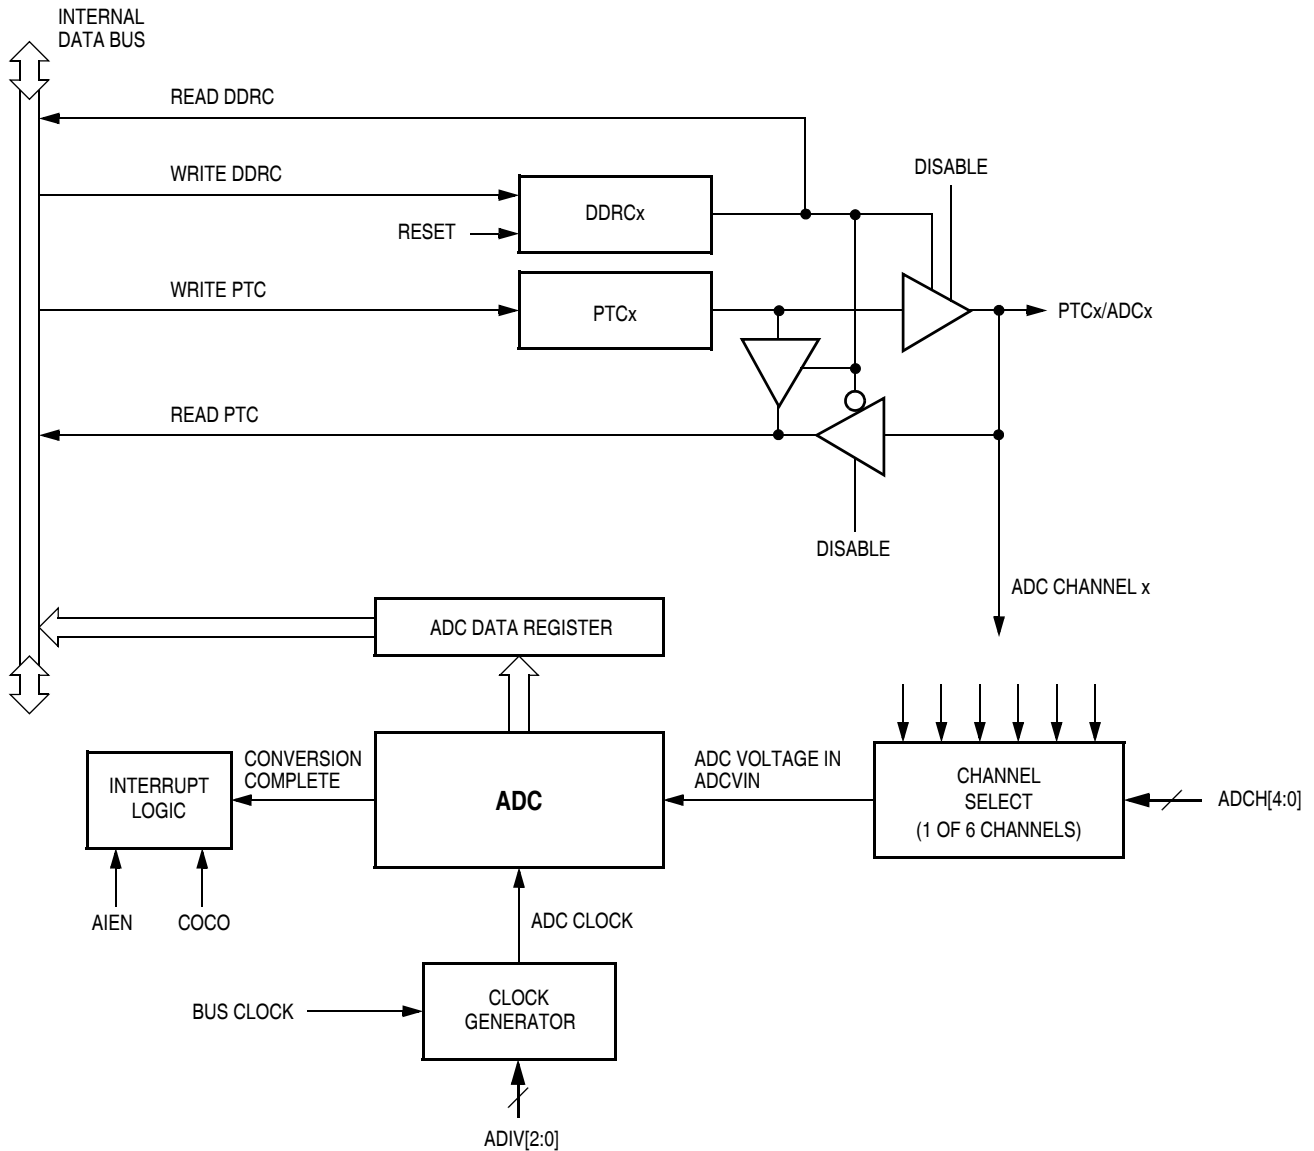 INTERNAL
DATA BUS
READ DDRC
WRITE DDRC
DISABLE
DDRCx
RESET
WRITE PTC
PTCx
PTCx/ADCx
READ PTC
DISABLE
ADC CHANNEL x
ADC DATA REGISTER
INTERRUPT
LOGIC
CONVERSION
COMPLETE
ADC
ADC VOLTAGE IN
ADCVIN
CHANNEL
SELECT
(1 OF 6 CHANNELS)
ADCH[4:0]
AIEN
COCO
ADC CLOCK
BUS CLOCK
CLOCK
GENERATOR
ADIV[2:0]